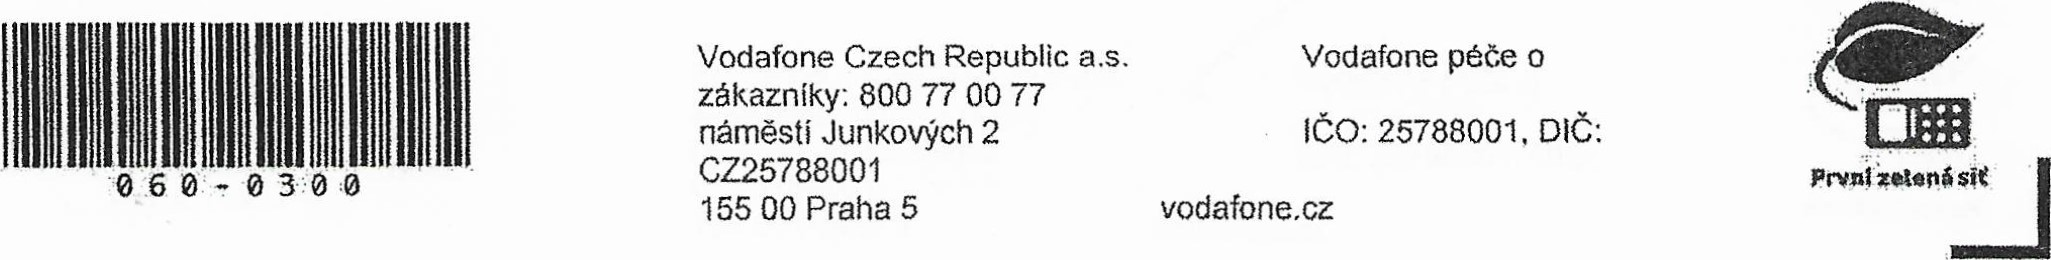 060-0300
Vodafone Czech Republic a.s. Vodafone péče o
zákazníky: 800 77 00 77
náměstí Junkových 2 IČO: 25788001, DIČ:
CZ25788001
155 00 Praha 5 vodafone.cz
První zelená síť